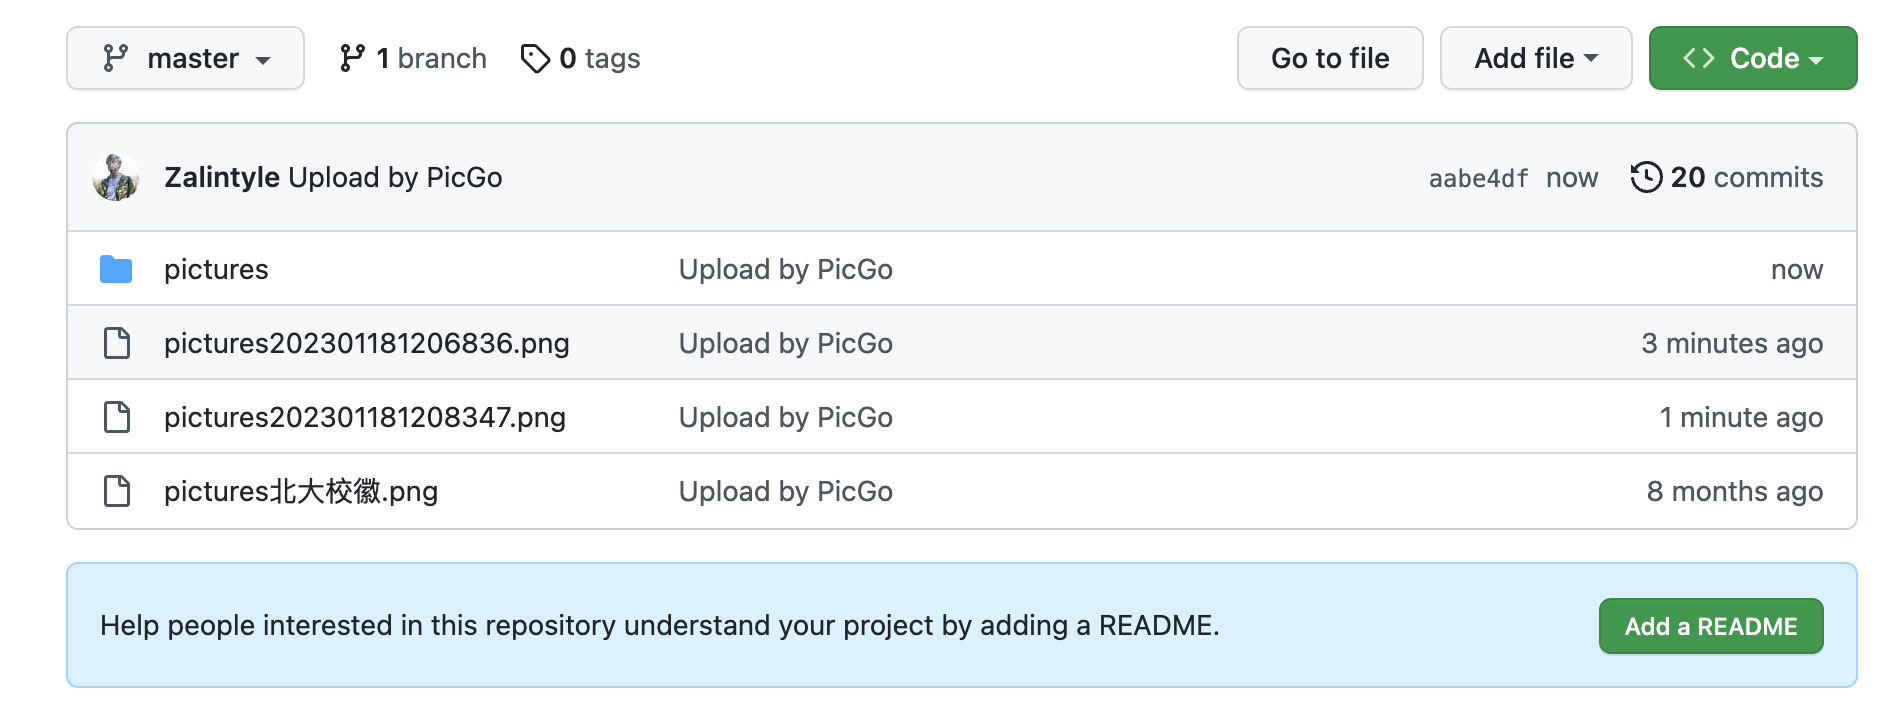 master 1 branch 0 tags Go to file Add file Code
Zalintyle Upload by PicGo aabe4df now 20 commits
pictures Upload by PicGo now
pictures202301181206836.png Upload by PicGo 3 minutes ago
pictures202301181208347.png Upload by PicGo 1 minute ago
pictures北大校徽.png Upload by PicGo 8 months ago
Help people interested in this repository understand your project by adding a README. Add a README